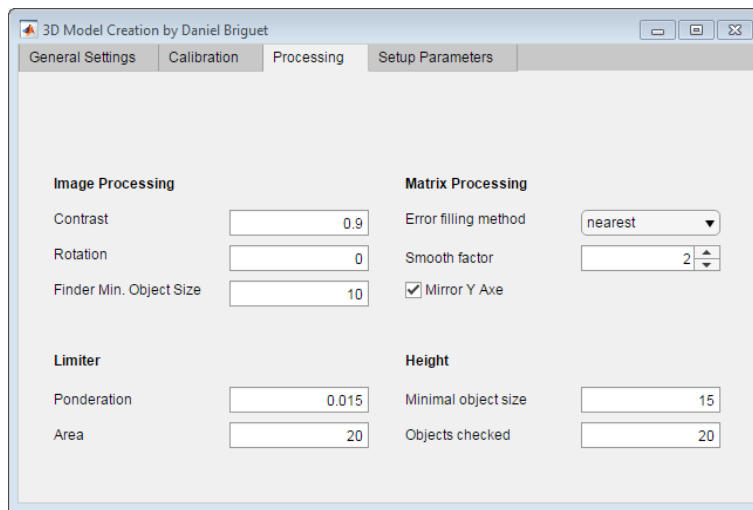 3D Model Creation by Daniel Briguet
General Settings Calibration Processing Setup Parameters
Image Processing
Contrast 0.9
Rotation 0
Finder Min. Object Size 10
Matrix Processing
Error filling method nearest
Smooth factor 2
Mirror Y Axe
Limiter
Ponderation 0.015
Area 20
Height
Minimal object size 15
Objects checked 20